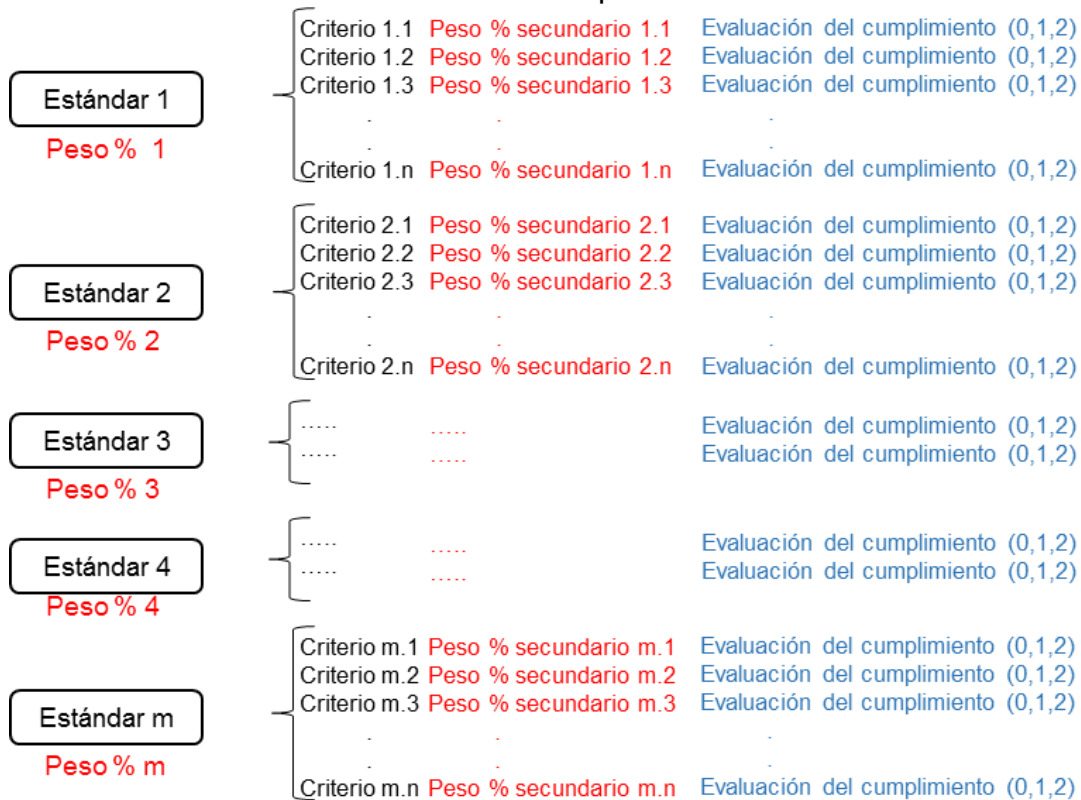 Criterio 1.1 Peso % secundario 1.1 Evaluación del cumplimiento (0,1,2)
Criterio 1.2 Peso % secundario 1.2 Evaluación del cumplimiento (0,1,2)
Criterio 1.3 Peso % secundario 1.3 Evaluación del cumplimiento (0,1,2)
Estándar 1
. . .
Peso % 1
. . .
Criterio 1.n Peso % secundario 1.n Evaluación del cumplimiento (0,1,2)
Criterio 2.1 Peso % secundario 2.1 Evaluación del cumplimiento (0,1,2)
Criterio 2.2 Peso % secundario 2.2 Evaluación del cumplimiento (0,1,2)
Criterio 2.3 Peso % secundario 2.3 Evaluación del cumplimiento (0,1,2)
Estándar 2
. . .
Peso % 2
. . .
Criterio 2.n Peso % secundario 2.n Evaluación del cumplimiento (0,1,2)
..... ..... Evaluación del cumplimiento (0,1,2)
Estándar 3
..... ..... Evaluación del cumplimiento (0,1,2)
Peso % 3
..... ..... Evaluación del cumplimiento (0,1,2)
Estándar 4
..... ..... Evaluación del cumplimiento (0,1,2)
Peso % 4
Criterio m.1 Peso % secundario m.1 Evaluación del cumplimiento (0,1,2)
Criterio m.2 Peso % secundario m.2 Evaluación del cumplimiento (0,1,2)
Criterio m.3 Peso % secundario m.3 Evaluación del cumplimiento (0,1,2)
Estándar m
. . .
Peso % m
. . .
Criterio m.n Peso % secundario m.n Evaluación del cumplimiento (0,1,2)